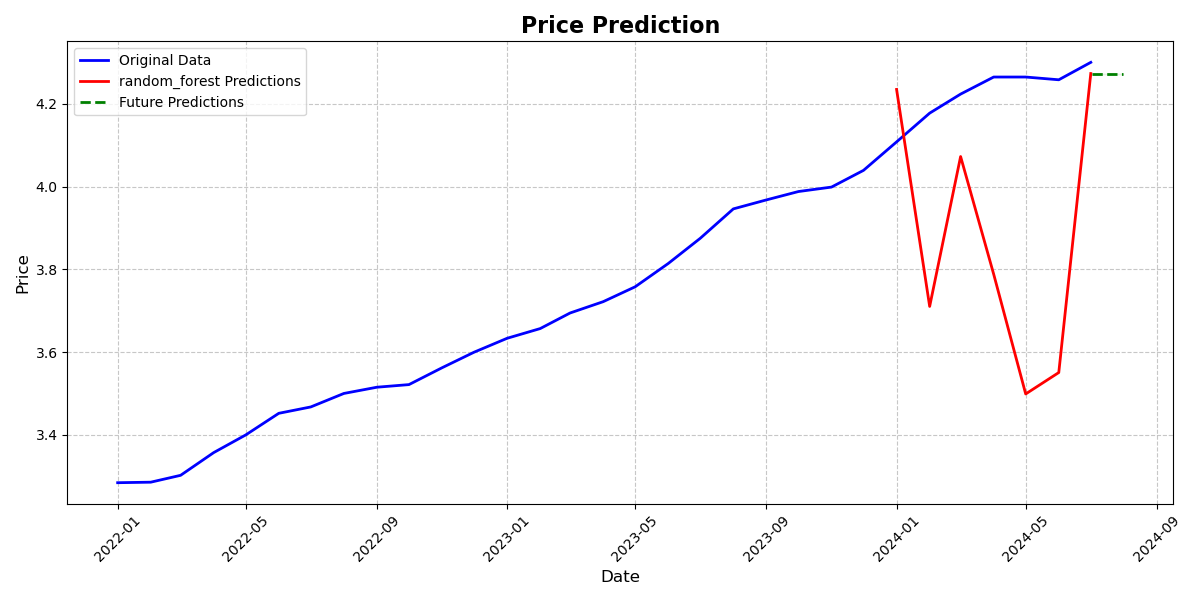 Price Prediction
Original Data
random_forest Predictions
Future Predictions
Price
4.2
4.0
3.8
3.6
3.4
2022-01
2022-05
2022-09
2023-01
2023-05
2023-09
2024-01
2024-05
2024-09
Date